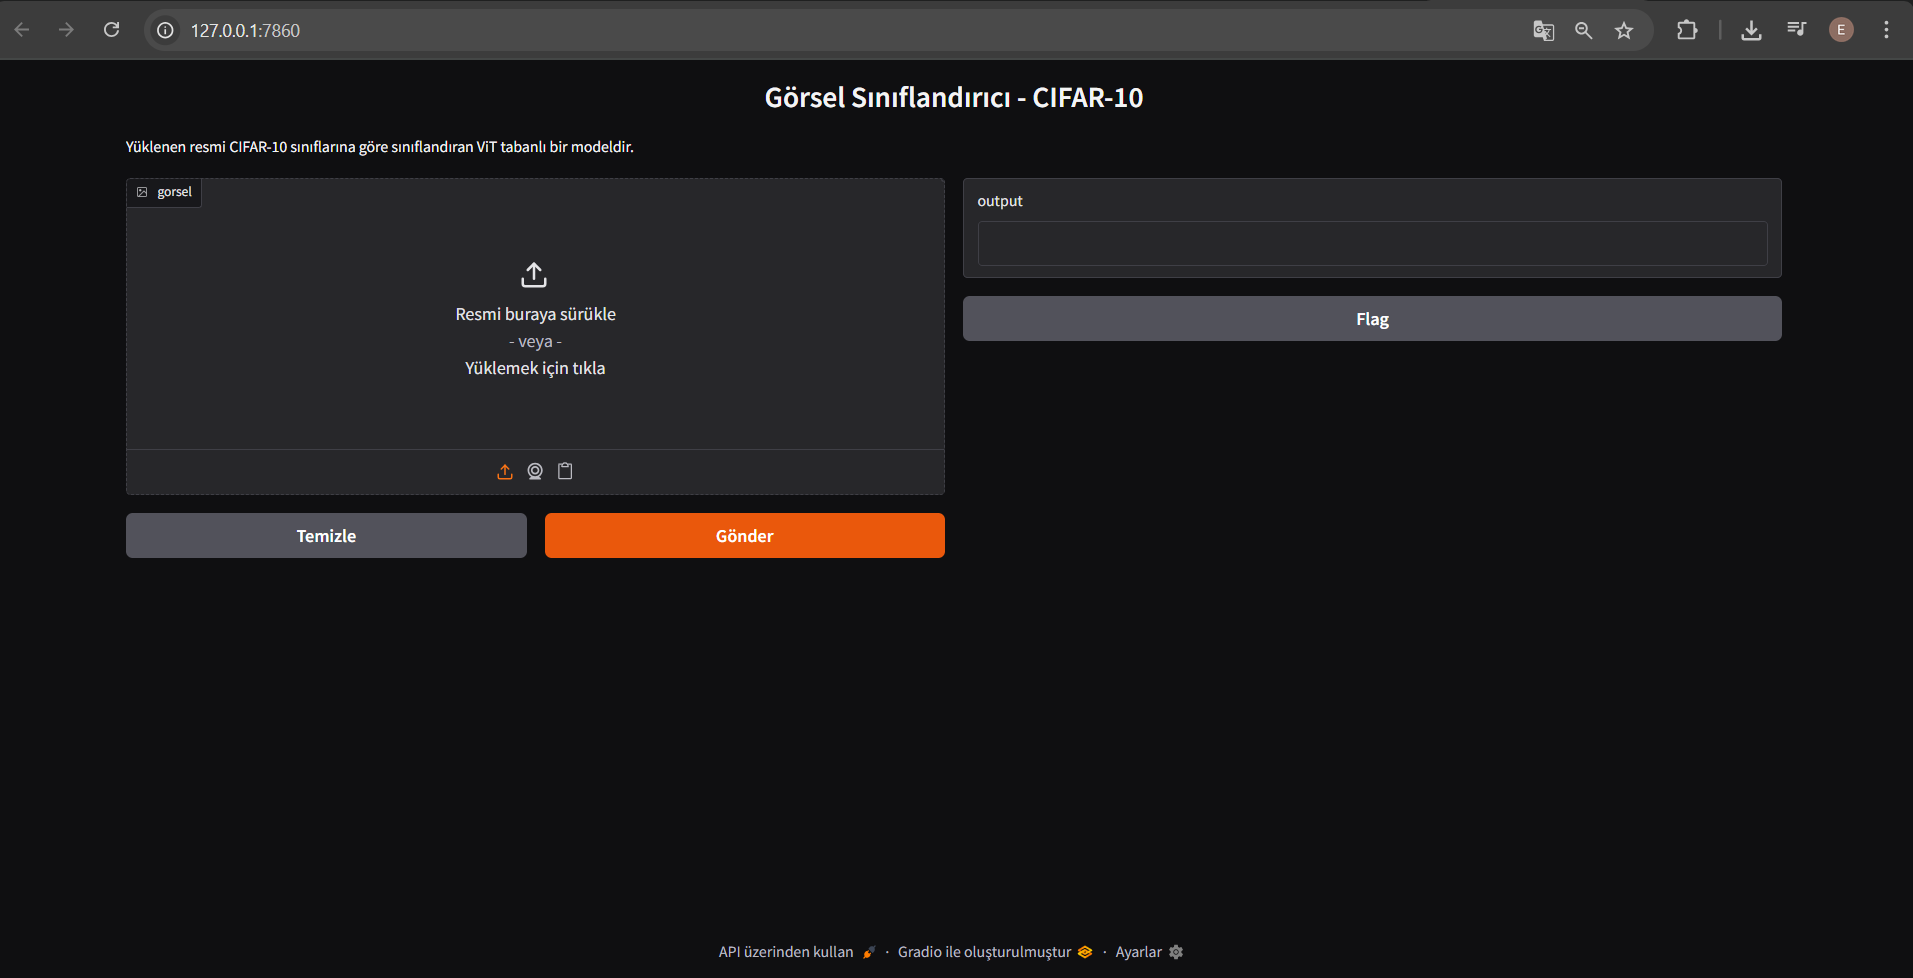 127.0.0.1:7860
E
Görsel Sınıflandırıcı - CIFAR-10
Yüklenen resmi CIFAR-10 sınıflarına göre sınıflandıran ViT tabanlı bir modeldir.
gorsel
Resmi buraya sürükle
- veya -
Yüklemek için tıkla
Temizle
Gönder
output
Flag
API üzerinden kullan · Gradio ile oluşturulmuştur · Ayarlar